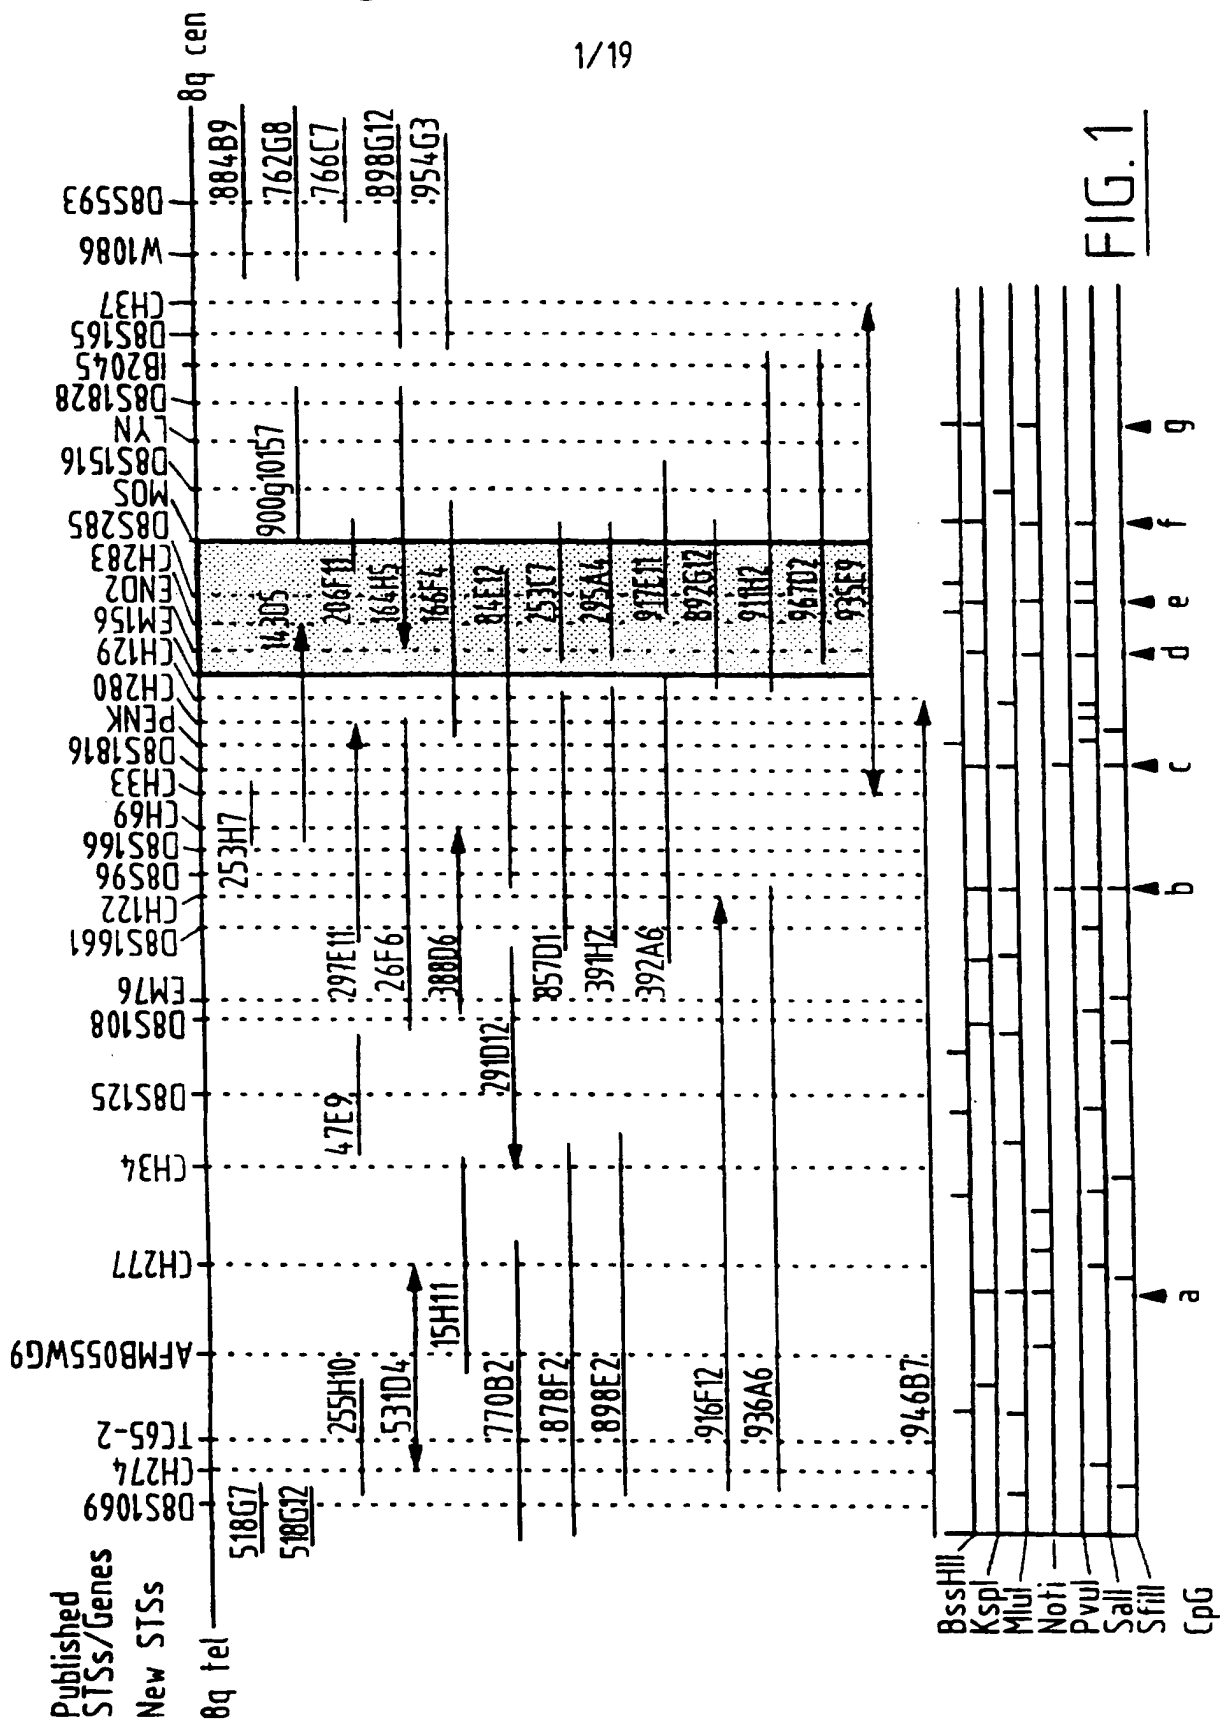 1/19
Published
STSs/Genes
New STSs
8q tel
8q cen
D8S1069
CH274
TC65-2
AFMB055WG9
CH277
CH34
D8S125
D8S108
EM76
D8S1661
CH122
D8S96
D8S166
CH69
CH33
D8S1816
PENK
CH280
CH129
EM156
END2
CH283
D8S285
MOS
D8S1516
LYN
D8S1828
IB2045
D8S165
CH37
W1086
D8S593
518G7
518G12
255H10
531D4
15H11
770B2
878F2
898E2
916F12
936A6
946B7
47E9
291D12
253H7
297E11
26F6
388D6
857D1
391H2
392A6
143D5
900g10157
206F11
164H5
166F4
84E12
253C7
295A4
917E11
892G12
911H2
967D2
935E9
884B9
762G8
766C7
898G12
954G3
BssHII
KspI
MluI
NotI
PvuI
SalI
SfiII
CpG
a
b
c
d
e
f
g
FIG. 1